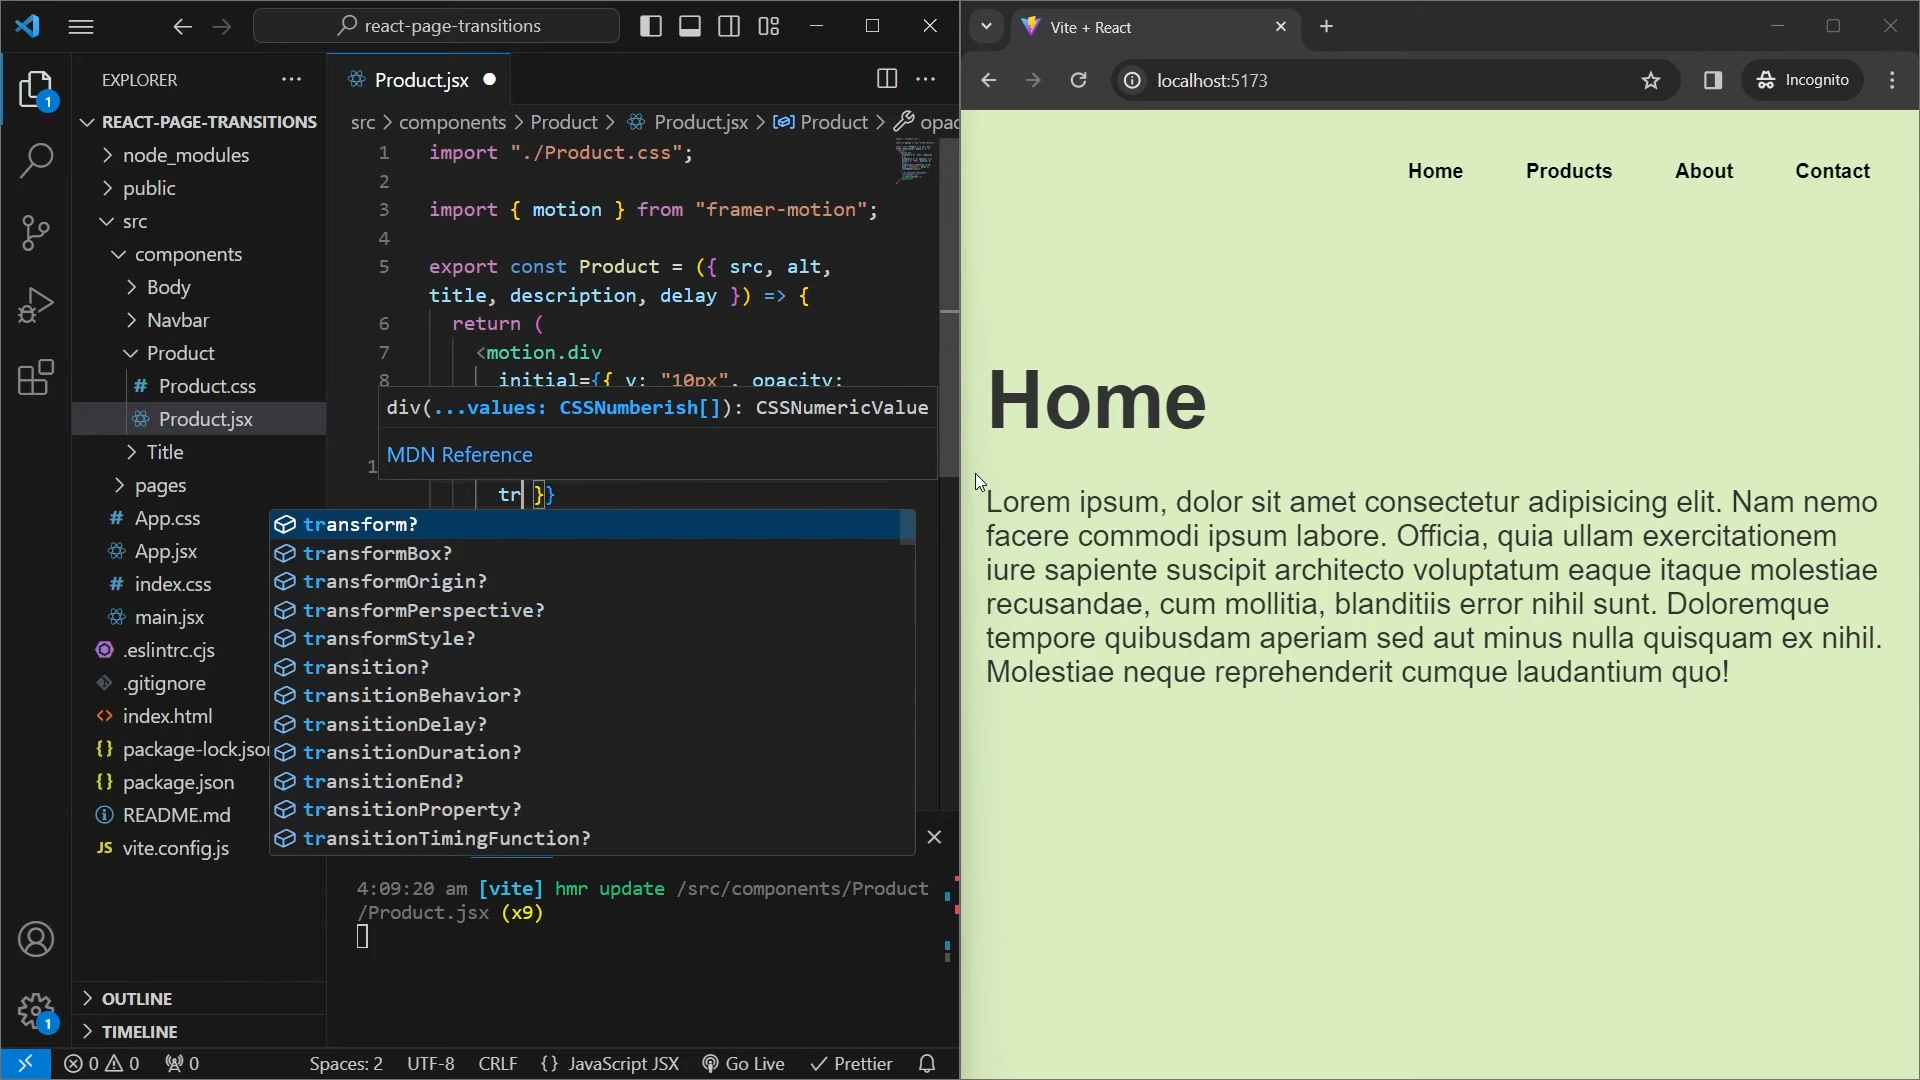 react-page-transitions
EXPLORER
REACT-PAGE-TRANSITIONS
node_modules
public
src
components
Body
Navbar
Product
Product.css
Product.jsx
Title
pages
App.css
App.jsx
index.css
main.jsx
.eslintrc.cjs
.gitignore
index.html
package-lock.json
package.json
README.md
JS vite.config.js
OUTLINE
TIMELINE
1
1
Product.jsx
src > components > Product > Product.jsx > Product > opac
1 import "./Product.css";
2
3 import { motion } from "framer-motion";
4
5 export const Product = ({ src, alt,
title, description, delay }) => {
6 return (
7 <motion.div
8 initial={{ y: "10px", opacity:
div(...values: CSSNumberish[]): CSSNumericValue
MDN Reference
1
tr }}
transform?
transformBox?
transformOrigin?
transformPerspective?
transformStyle?
transition?
transitionBehavior?
transitionDelay?
transitionDuration?
transitionEnd?
transitionProperty?
transitionTimingFunction?
4:09:20 am [vite] hmr update /src/components/Product
/Product.jsx (x9)
0 0 0 Spaces: 2 UTF-8 CRLF {} JavaScript JSX Go Live Prettier
Vite + React
localhost:5173
Incognito
Home Products About Contact
Home
Lorem ipsum, dolor sit amet consectetur adipisicing elit. Nam nemo
facere commodi ipsum labore. Officia, quia ullam exercitationem
iure sapiente suscipit architecto voluptatum eaque itaque molestiae
recusandae, cum mollitia, blanditiis error nihil sunt. Doloremque
tempore quibusdam aperiam sed aut minus nulla quisquam ex nihil.
Molestiae neque reprehenderit cumque laudantium quo!